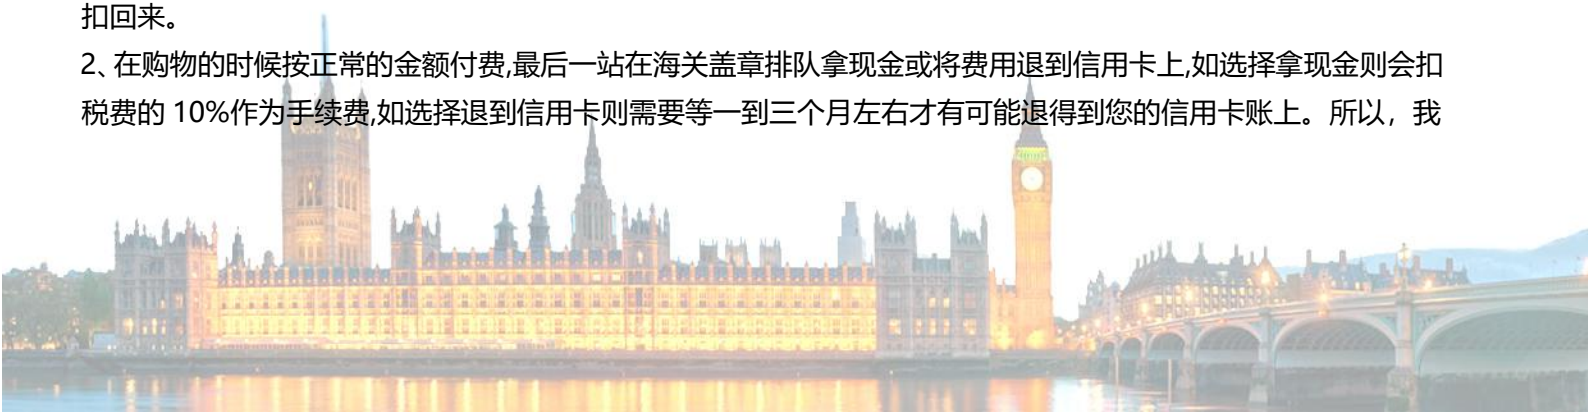 扣回来。
2、在购物的时候按正常的金额付费,最后一站在海关盖章排队拿现金或将费用退到信用卡上,如选择拿现金则会扣
税费的 10%作为手续费,如选择退到信用卡则需要等一到三个月左右才有可能退得到您的信用卡账上。所以，我